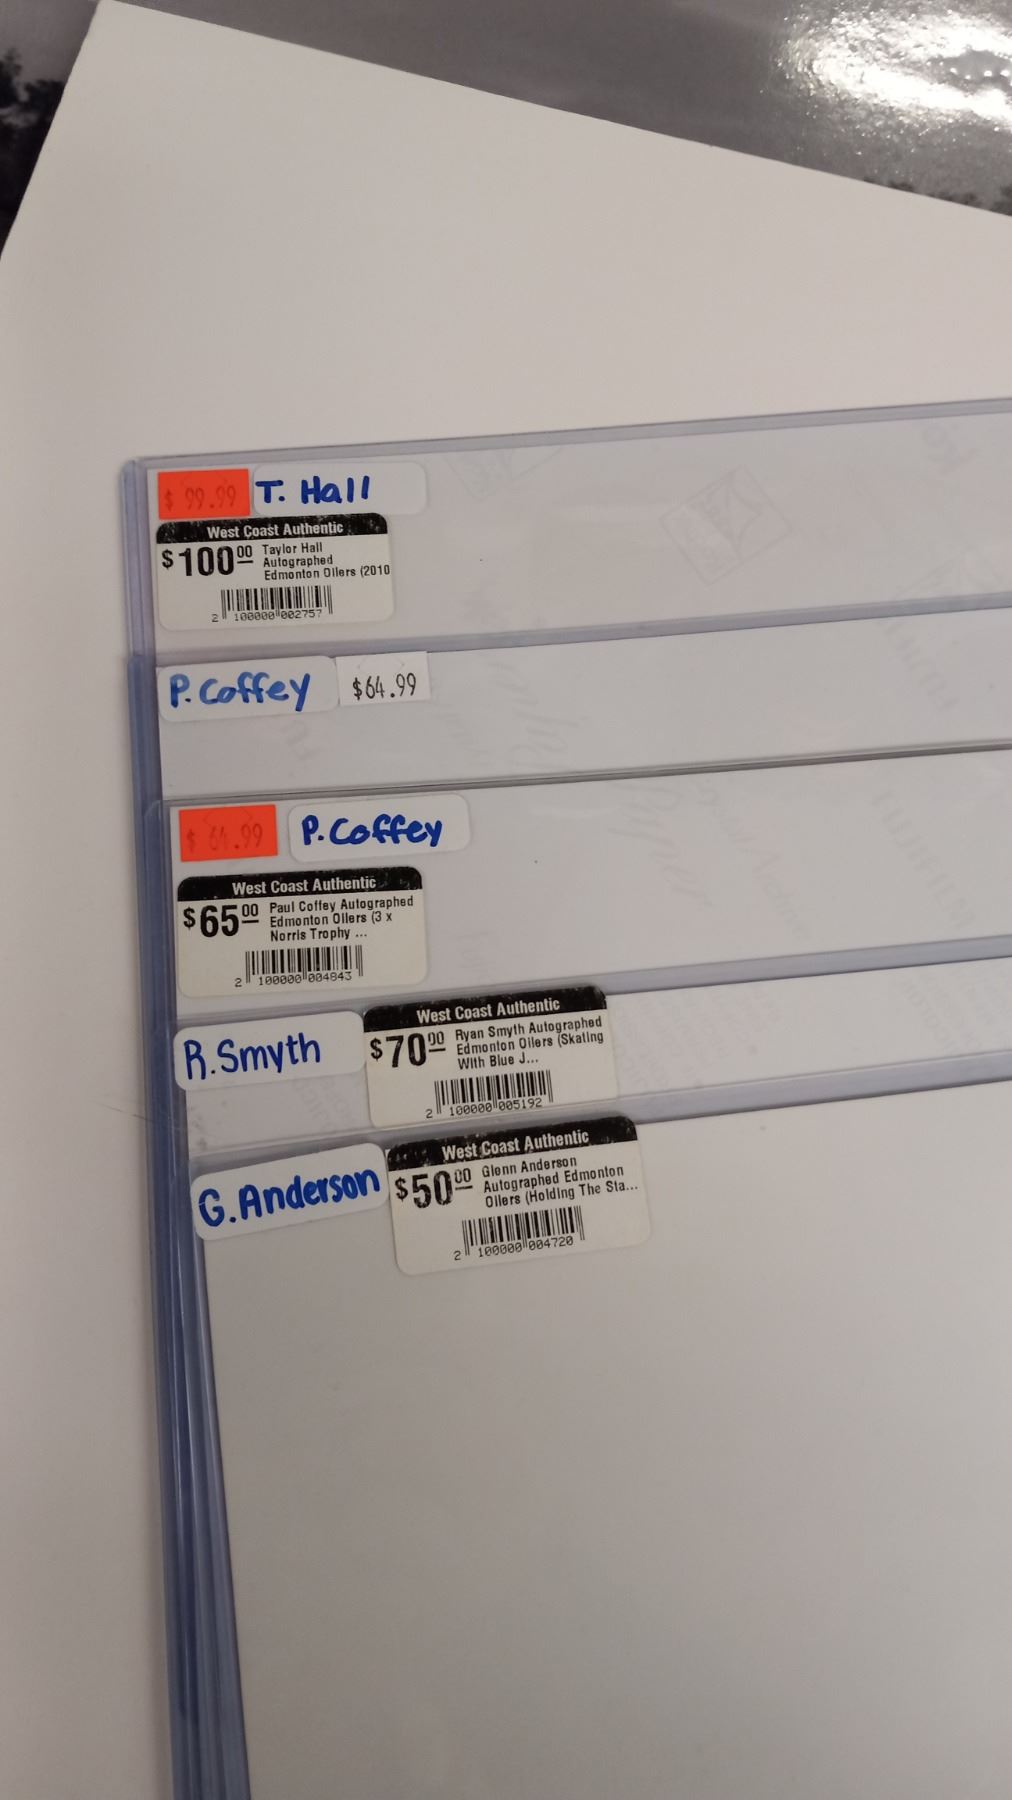 $ 99.99 T. Hall
West Coast Authentic
$100.00 Taylor Hall
Autographed
Edmonton Oilers (2010
2 100000 002757
P. Coffey $64.99
$ 64.99 P. Coffey
West Coast Authentic
$65.00 Paul Coffey Autographed
Edmonton Oilers (3 x
Norris Trophy ...
2 100000 004843
R. Smyth
West Coast Authentic
$70.00 Ryan Smyth Autographed
Edmonton Oilers (Skating
With Blue J...
2 100000 005192
G. Anderson
West Coast Authentic
$50.00 Glenn Anderson
Autographed Edmonton
Oilers (Holding The Sta...
2 100000 004720